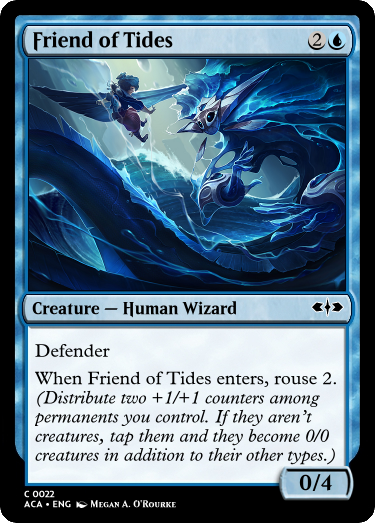 Friend of Tides
2
Creature — Human Wizard
Defender
When Friend of Tides enters, rouse 2.
(Distribute two +1/+1 counters among
permanents you control. If they aren't
creatures, tap them and they become 0/0
creatures in addition to their other types.)
0/4
C 0022
ACA • ENG Megan A. O'Rourke